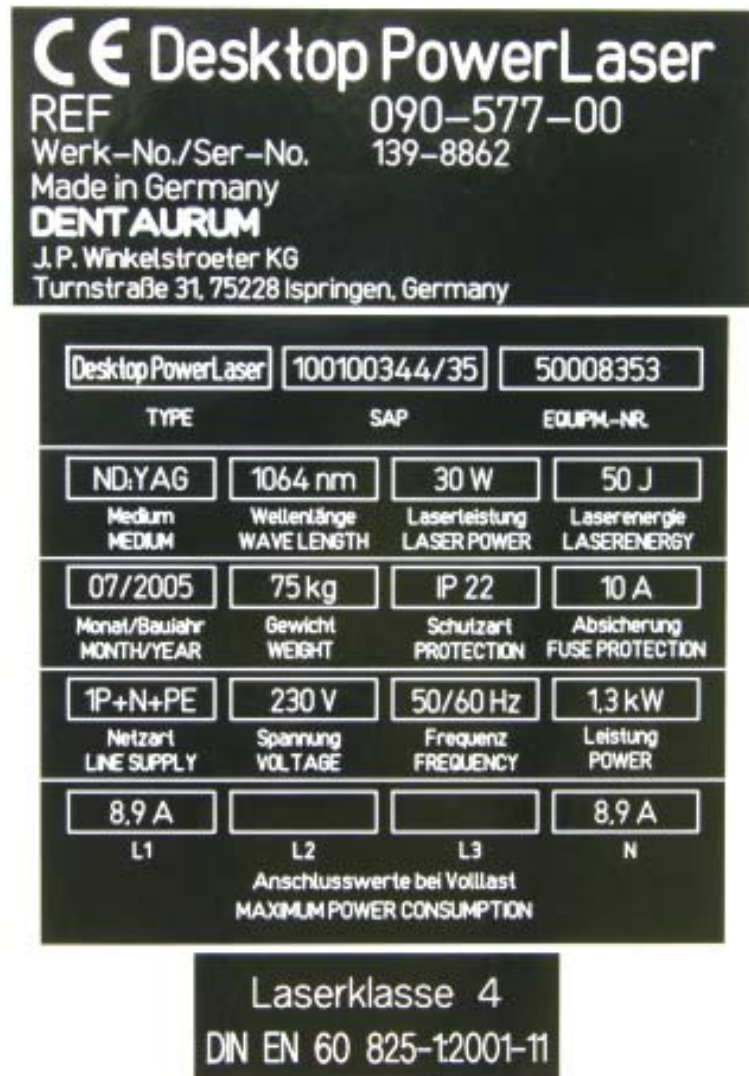 CE Desktop PowerLaser
REF 090-577-00
Werk-No./Ser-No. 139-8862
Made in Germany
DENTAURUM
J.P. Winkelstroeter KG
Turnstraße 31, 75228 Ispringen, Germany
Desktop PowerLaser 100100344/35 50008353
TYPE SAP EQUIPM.-NR.
ND:YAG 1064 nm 30 W 50 J
Medium Wellenlänge Laserleistung Laserenergie
MEDIUM WAVE LENGTH LASER POWER LASERENERGY
07/2005 75 kg IP 22 10 A
Monat/Baujahr Gewicht Schutzart Absicherung
MONTH/YEAR WEIGHT PROTECTION FUSE PROTECTION
1P+N+PE 230 V 50/60 Hz 1,3 kW
Netzart Spannung Frequenz Leistung
LINE SUPPLY VOLTAGE FREQUENCY POWER
8,9 A 8,9 A
L1 L2 L3 N
Anschlusswerte bei Volllast
MAXIMUM POWER CONSUMPTION
Laserklasse 4
DIN EN 60 825-1:2001-11